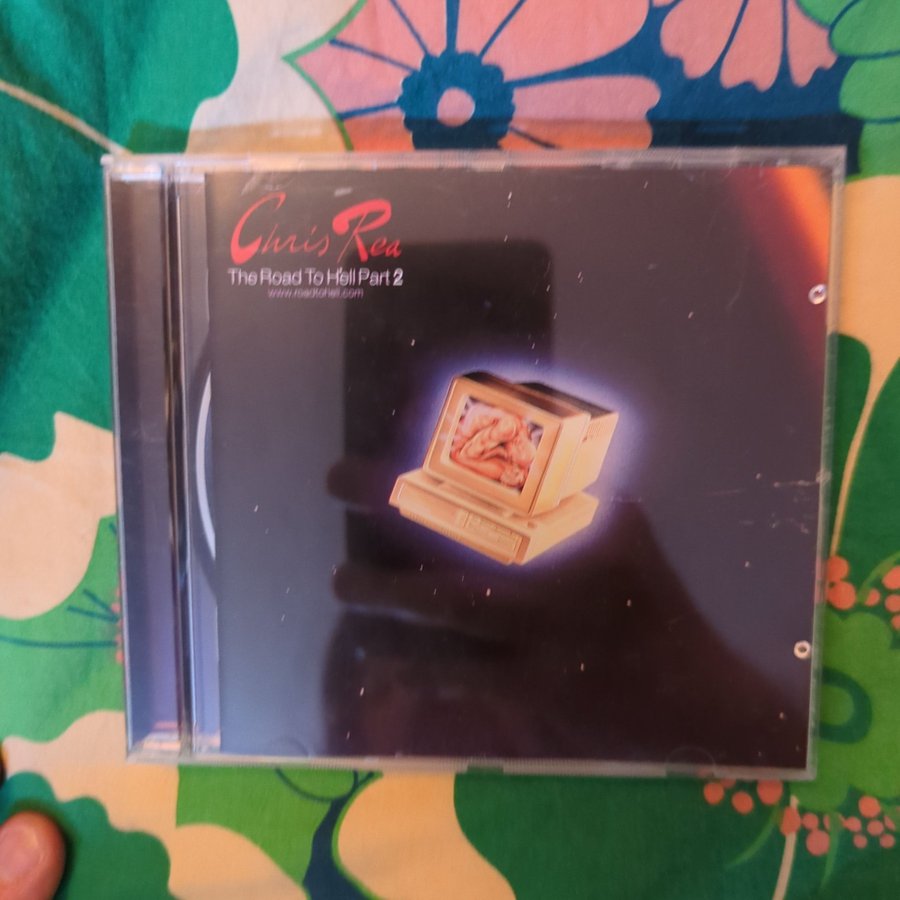 Chris Rea
The Road To Hell Part 2
www.roadtohell.com